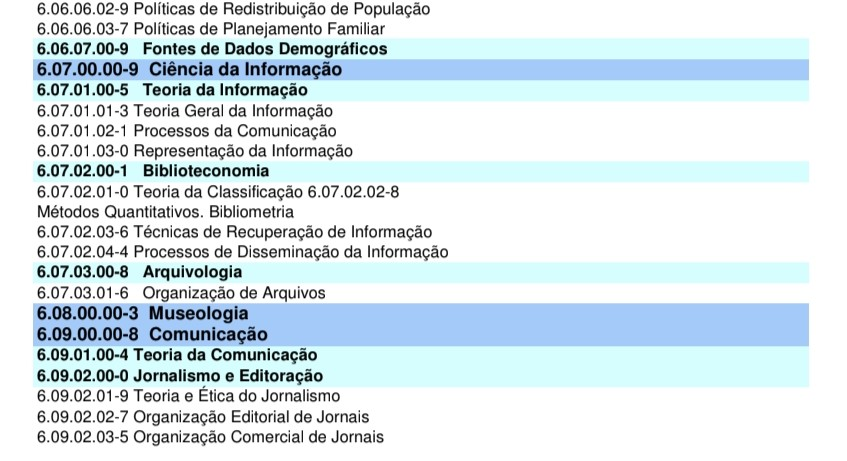 6.06.06.02-9 Políticas de Redistribuição de População
6.06.06.03-7 Políticas de Planejamento Familiar
6.06.07.00-9 Fontes de Dados Demográficos
6.07.00.00-9 Ciência da Informação
6.07.01.00-5 Teoria da Informação
6.07.01.01-3 Teoria Geral da Informação
6.07.01.02-1 Processos da Comunicação
6.07.01.03-0 Representação da Informação
6.07.02.00-1 Biblioteconomia
6.07.02.01-0 Teoria da Classificação 6.07.02.02-8
Métodos Quantitativos. Bibliometria
6.07.02.03-6 Técnicas de Recuperação de Informação
6.07.02.04-4 Processos de Disseminação da Informação
6.07.03.00-8 Arquivologia
6.07.03.01-6 Organização de Arquivos
6.08.00.00-3 Museologia
6.09.00.00-8 Comunicação
6.09.01.00-4 Teoria da Comunicação
6.09.02.00-0 Jornalismo e Editoração
6.09.02.01-9 Teoria e Ética do Jornalismo
6.09.02.02-7 Organização Editorial de Jornais
6.09.02.03-5 Organização Comercial de Jornais